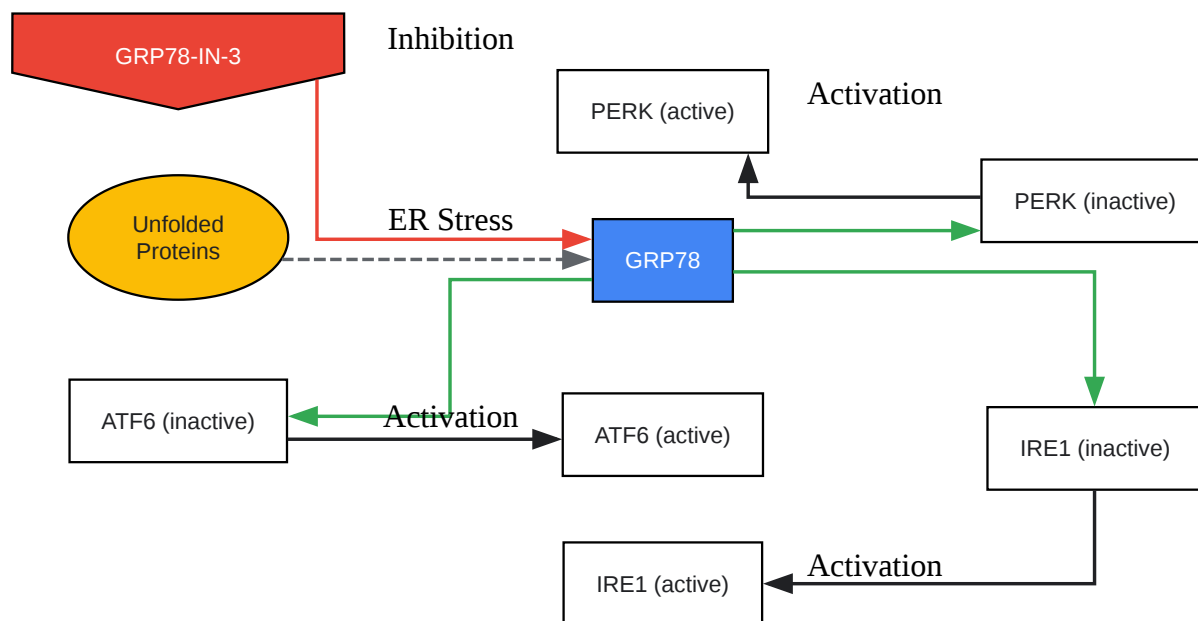 GRP78-IN-3
Inhibition
PERK (active)
Activation
PERK (inactive)
Unfolded
Proteins
ER Stress
GRP78
ATF6 (inactive)
Activation
ATF6 (active)
IRE1 (inactive)
IRE1 (active)
Activation